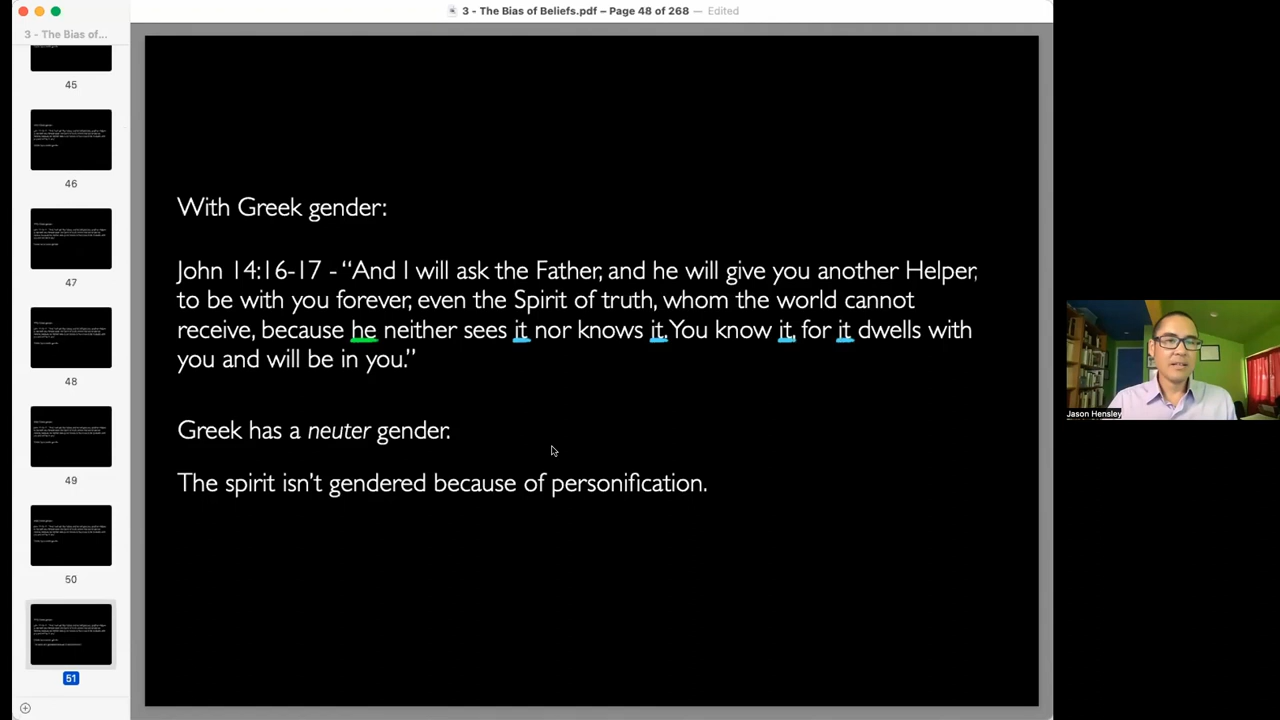 3 - The Bias of Beliefs.pdf – Page 48 of 268 — Edited
3 - The Bias of...
45
46
47
48
49
50
51
With Greek gender:
John 14:16-17 - “And I will ask the Father, and he will give you another Helper,
to be with you forever, even the Spirit of truth, whom the world cannot
receive, because he neither sees it nor knows it. You know it, for it dwells with
you and will be in you.”
Greek has a neuter gender.
The spirit isn’t gendered because of personification.
Jason Hensley